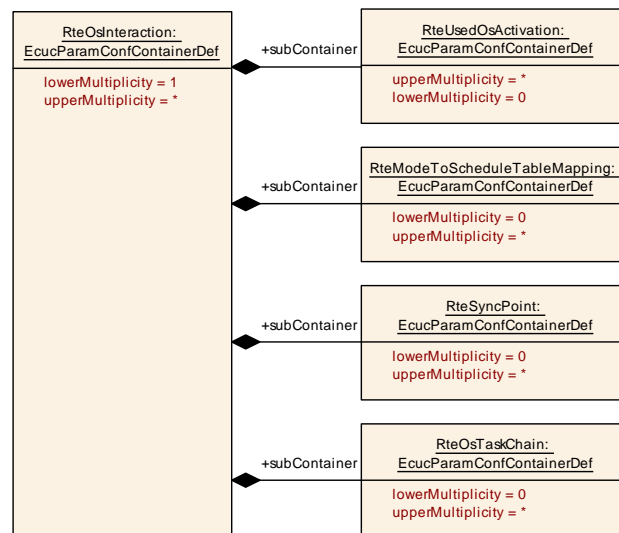 RteOsInteraction:
EcucParamConfContainerDef
lowerMultiplicity = 1
upperMultiplicity = *
+subContainer
RteUsedOsActivation:
EcucParamConfContainerDef
upperMultiplicity = *
lowerMultiplicity = 0
+subContainer
RteModeToScheduleTableMapping:
EcucParamConfContainerDef
lowerMultiplicity = 0
upperMultiplicity = *
+subContainer
RteSyncPoint:
EcucParamConfContainerDef
lowerMultiplicity = 0
upperMultiplicity = *
+subContainer
RteOsTaskChain:
EcucParamConfContainerDef
lowerMultiplicity = 0
upperMultiplicity = *